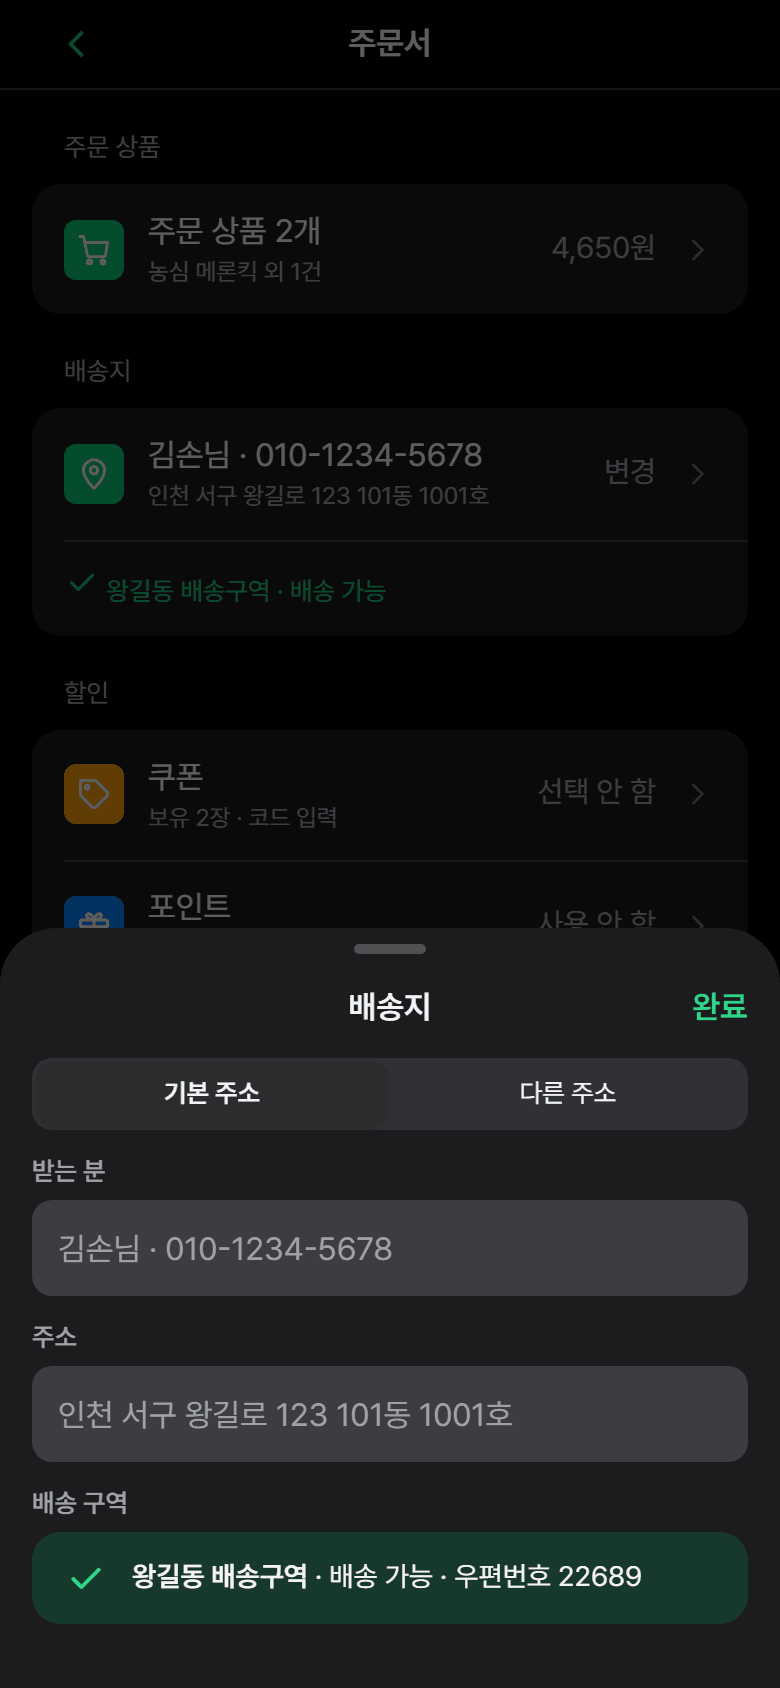 주문서
주문 상품
주문 상품 2개
농심 메론킥 외 1건
4,650원
배송지
김손님 · 010-1234-5678
인천 서구 왕길로 123 101동 1001호
변경
왕길동 배송구역 · 배송 가능
할인
쿠폰
보유 2장 · 코드 입력
선택 안 함
포인트
사용 안 함
배송지
완료
기본 주소
다른 주소
받는 분
김손님 · 010-1234-5678
주소
인천 서구 왕길로 123 101동 1001호
배송 구역
왕길동 배송구역 · 배송 가능 · 우편번호 22689